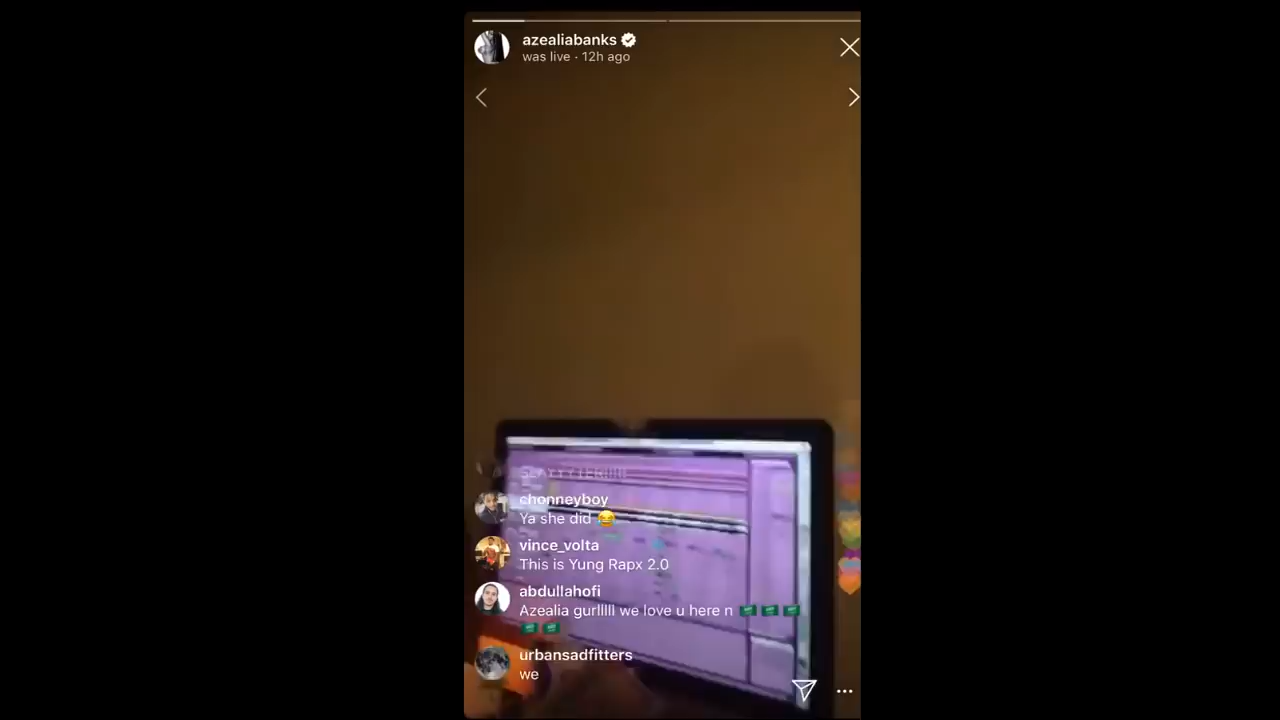 azealiabanks
was live · 12h ago
SLAYYYTER!!!!!
chonneyboy
Ya she did 😂
vince_volta
This is Yung Rapx 2.0
abdullahofi
Azealia gurlllll we love u here n 🇸🇦 🇸🇦 🇸🇦
🇸🇦 🇸🇦
urbansadfitters
we